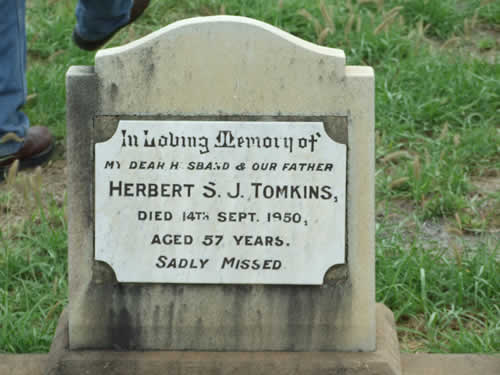 In Loving Memory of
MY DEAR H SBAND & OUR FATHER
HERBERT S. J. TOMKINS,
DIED 14TH SEPT. 1950,
AGED 57 YEARS.
SADLY MISSED